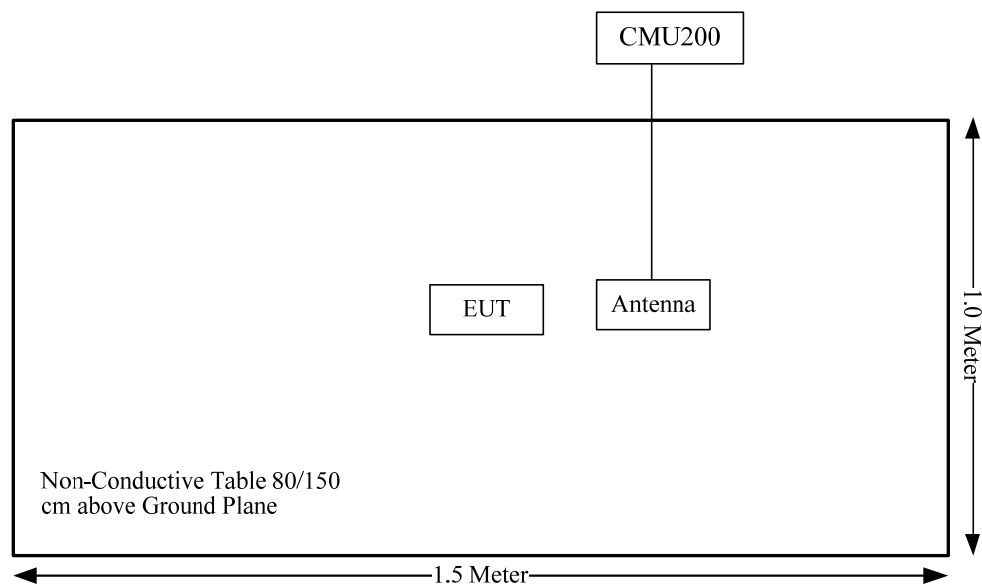 CMU200
EUT
Antenna
1.0 Meter
Non-Conductive Table 80/150
cm above Ground Plane
1.5 Meter